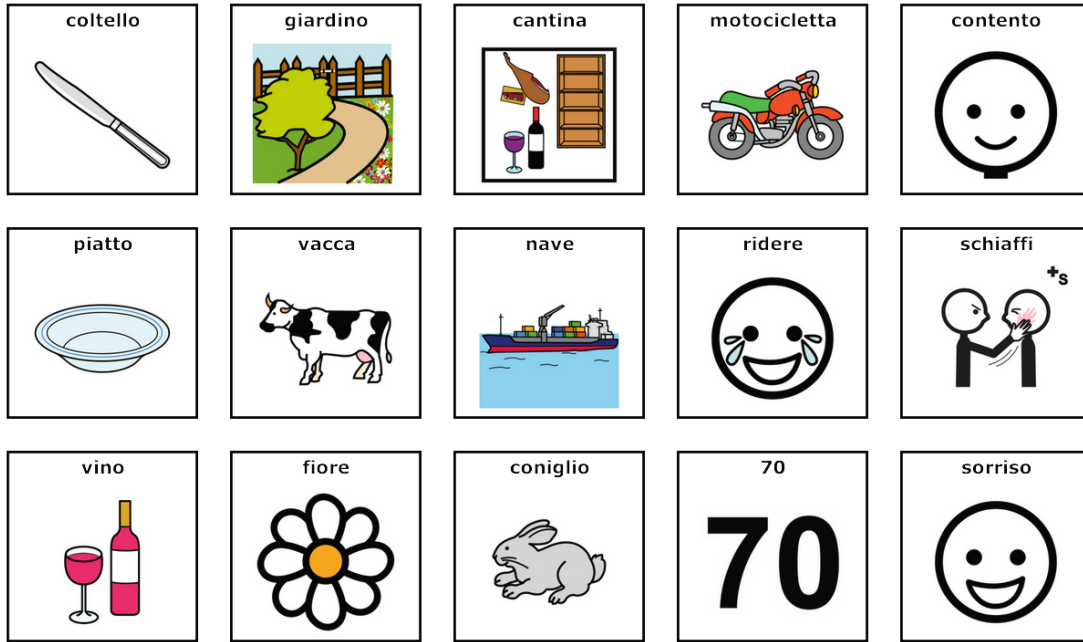 coltello
giardino
cantina
motocicletta
contento
piatto
vacca
nave
ridere
schiaffi
+s
vino
fiore
coniglio
70
70
sorriso